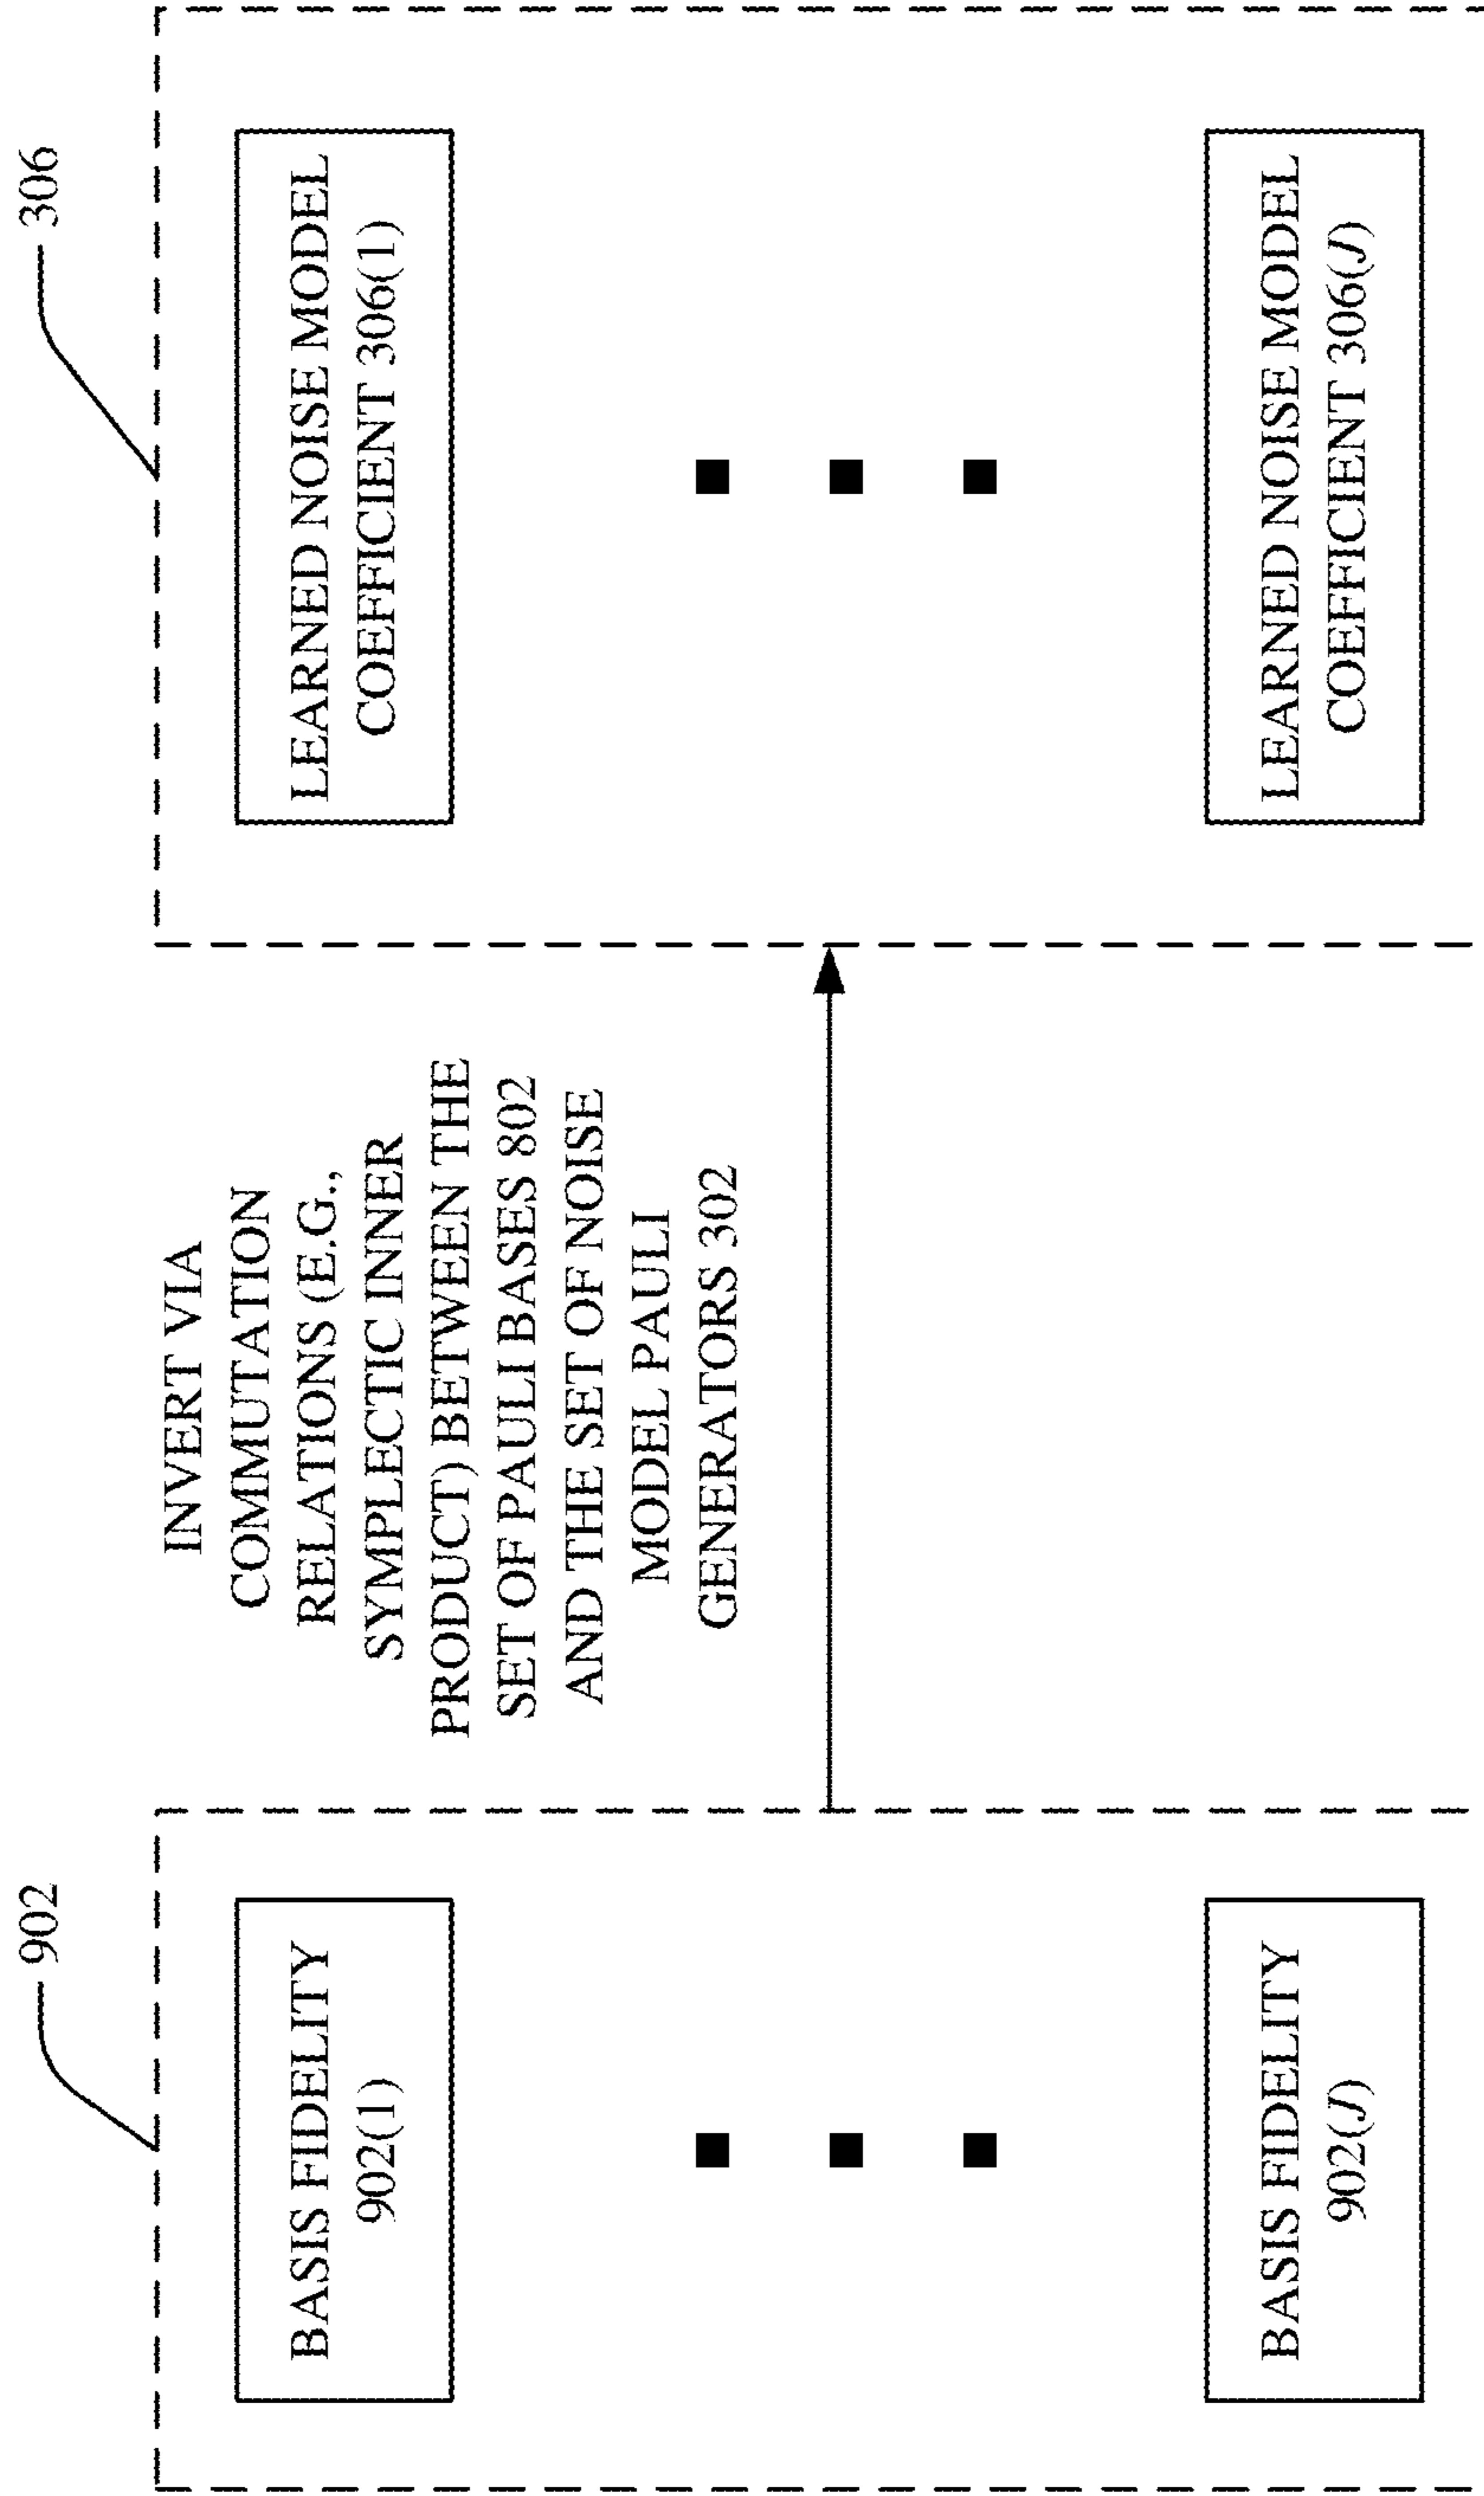 902
BASIS FIDELITY
902(1)
BASIS FIDELITY
902(J)
INVERT VIA
COMMUTATION
RELATIONS (E.G.,
SYMPLECTIC INNER
PRODUCT) BETWEEN THE
SET OF PAULI BASES 802
AND THE SET OF NOISE
MODEL PAULI
GENERATORS 302
306
LEARNED NOISE MODEL
COEFFICIENT 306(1)
LEARNED NOISE MODEL
COEFFICIENT 306(J)